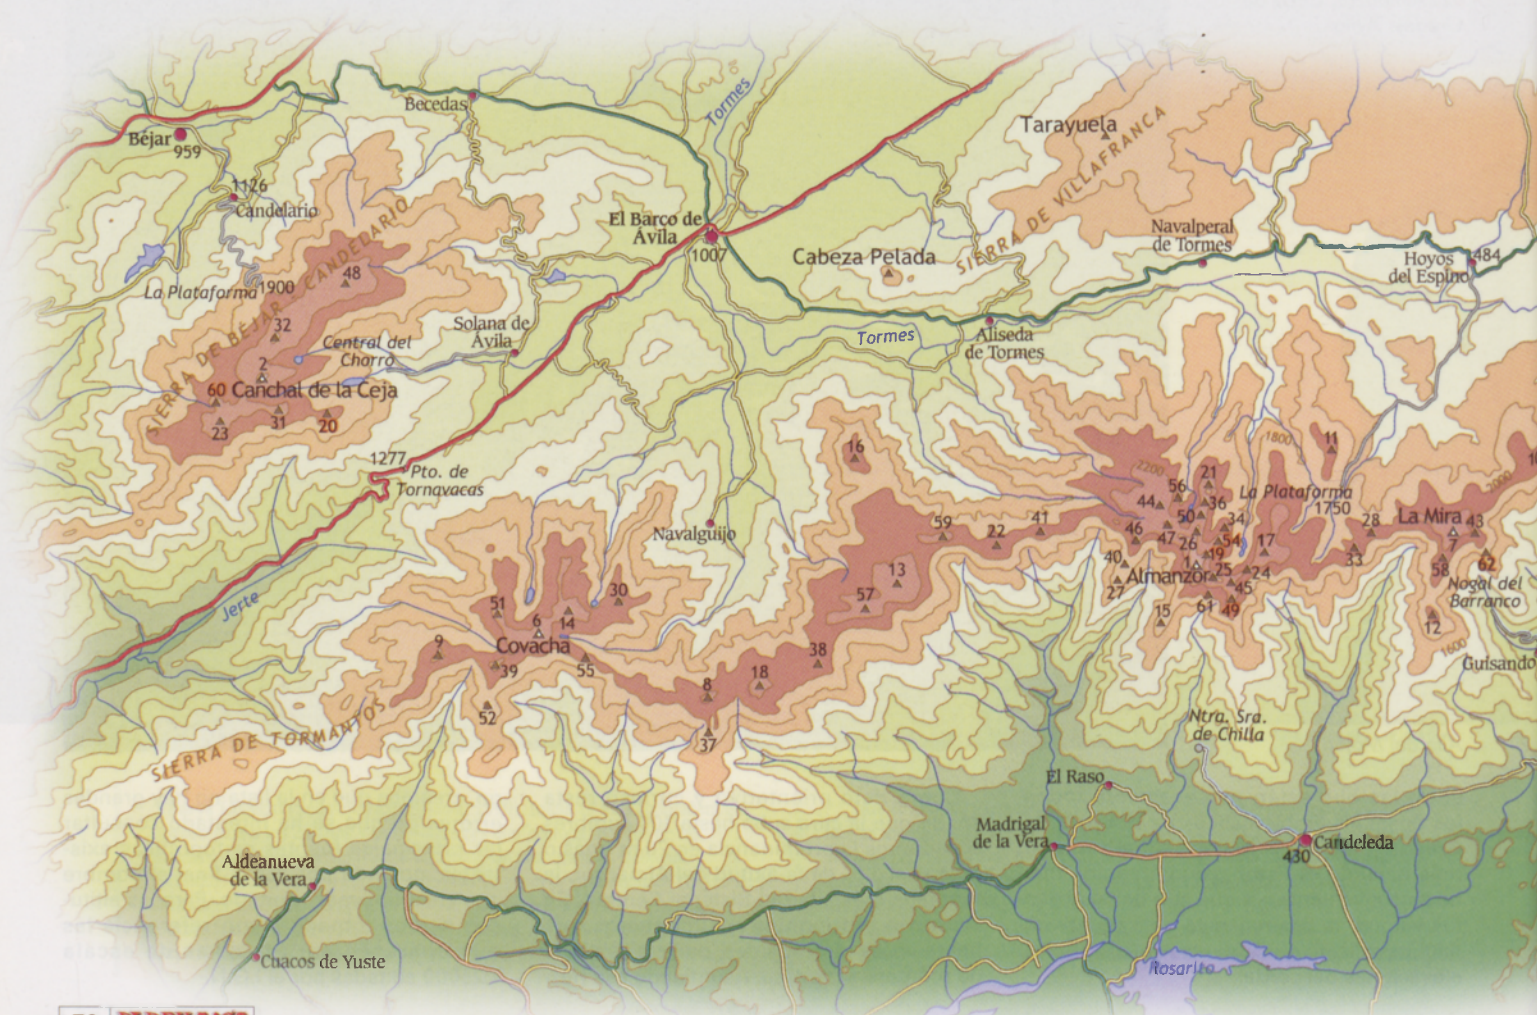 Becedas
Tormes
Béjar
959
Tarayuela
SIERRA DE VILLAFRANCA
1126
Candelario
El Barco de
Ávila
1007
Navalperal
de Tormes
Cabeza Pelada
Hoyos
del Espino
484
SIERRA DE BÉJAR - CANDELARIO
48
La Plataforma
1900
32
Solana de
Ávila
Central del
Chorro
Tormes
Aliseda
de Tormes
2
60
Canchal de la Ceja
23
31
20
1277
Pto. de
Tornavacas
16
11
1800
2200
21
56
La Plataforma
1750
2000
44
36
50
34
28
La Mira
43
Navalguijo
59
22
41
46
47
26
54
17
33
7
40
1
19
25
24
58
62
Almanzor
27
45
Nogal del
Barranco
13
57
15
61
49
12
1600
Guisando
Jerte
51
6
14
30
Covacha
9
39
55
38
8
18
52
37
SIERRA DE TORMANTOS
Ntra. Sra.
de Chilla
El Raso
Madrigal
de la Vera
Candeleda
430
Aldeanueva
de la Vera
Cuacos de Yuste
Rosarito